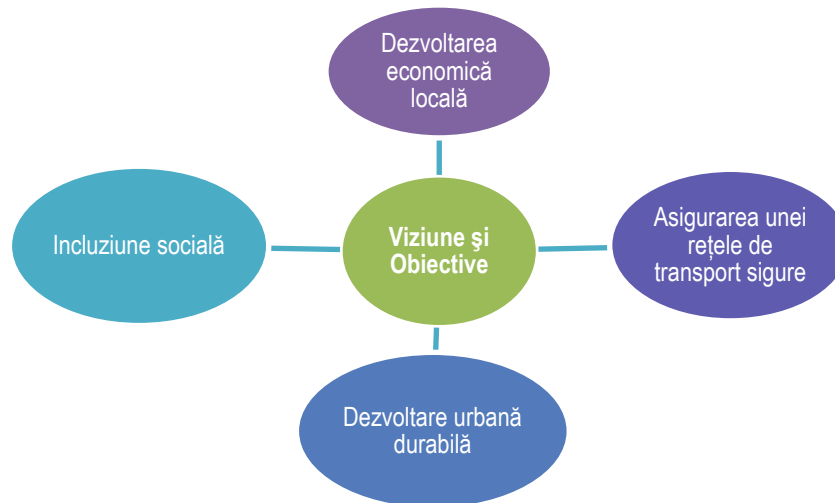 Dezvoltarea
economică
locală
Incluziune socială
Viziune şi
Obiective
Asigurarea unei
rețele de
transport sigure
Dezvoltare urbană
durabilă